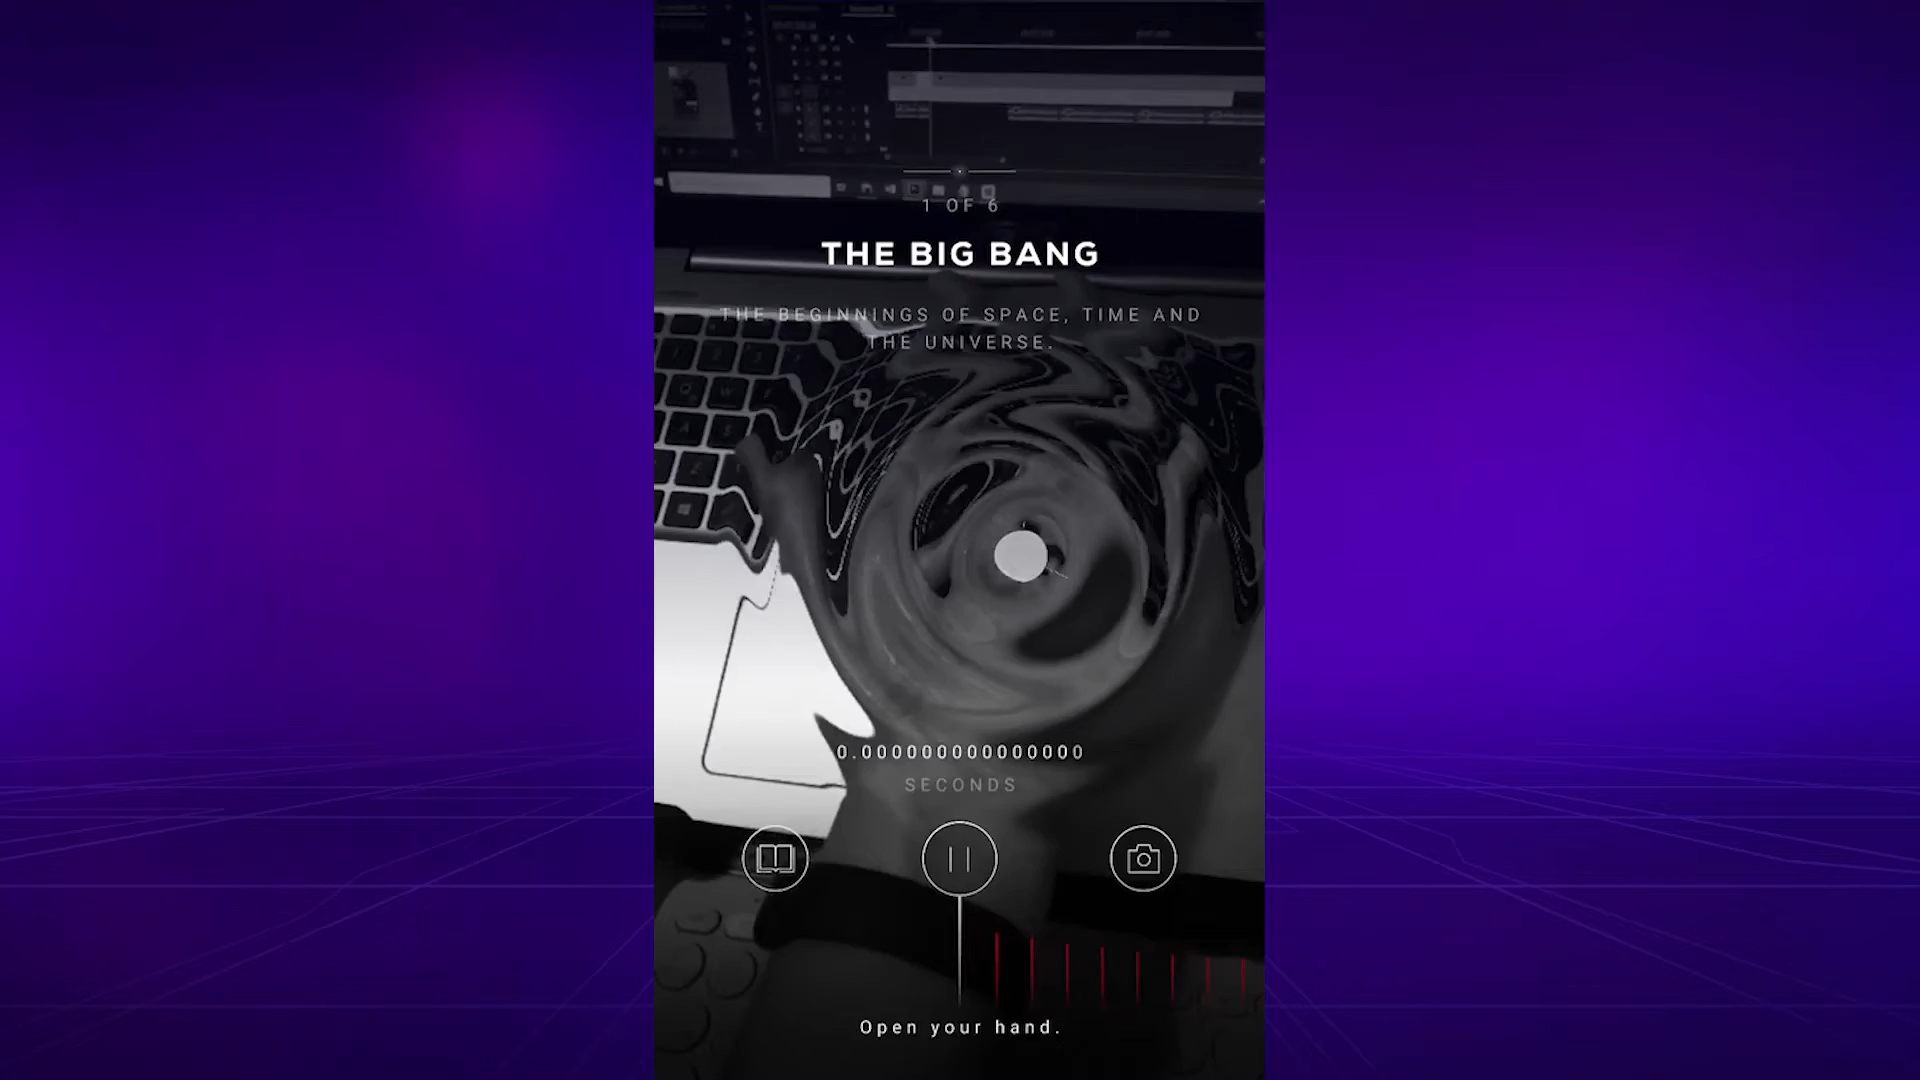 1 OF 6
THE BIG BANG
THE BEGINNINGS OF SPACE, TIME AND
THE UNIVERSE.
0.000000000000000
SECONDS
Open your hand.